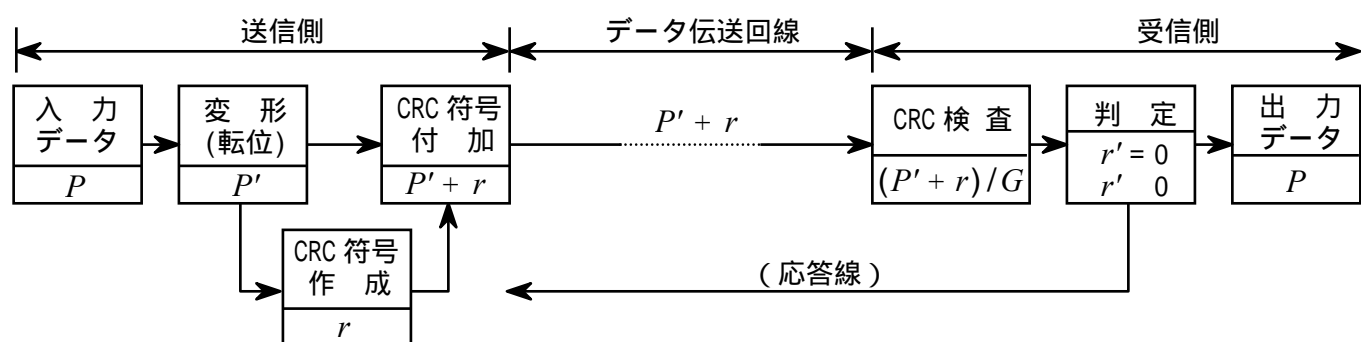 送信側
データ伝送回線
受信側
入 力
データ
P
変 形
(転位)
P′
CRC 符号
付 加
P′ + r
P′ + r
CRC 検 査
(P′ + r) / G
判 定
r′ = 0
r′ 0
出 力
データ
P
CRC 符号
作 成
r
(応答線)